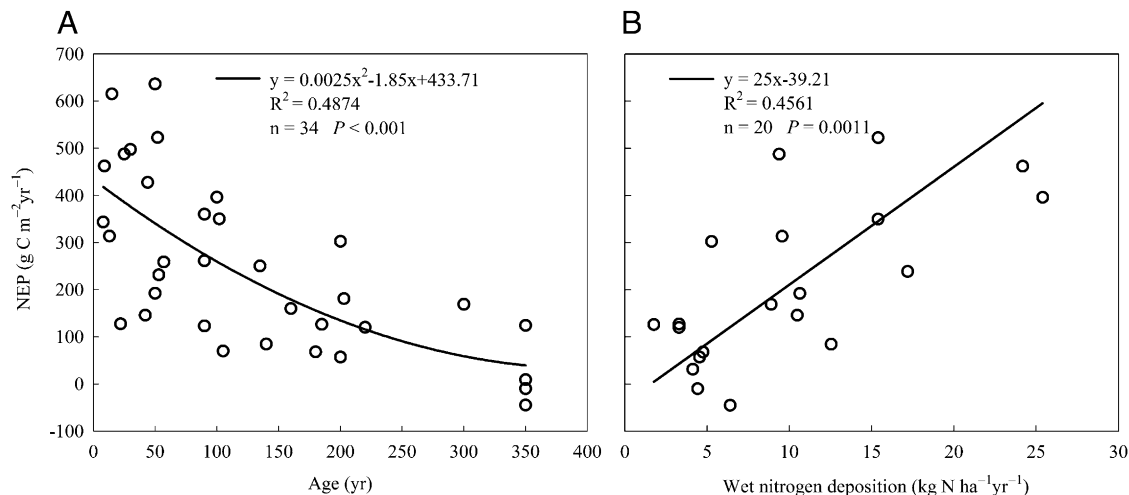 A
B
700
600
500
400
300
200
100
0
-100
NEP (g C m⁻²yr⁻¹)
y = 0.0025x²-1.85x+433.71
R² = 0.4874
n = 34 P < 0.001
0 50 100 150 200 250 300 350 400
Age (yr)
y = 25x-39.21
R² = 0.4561
n = 20 P = 0.0011
0 5 10 15 20 25 30
Wet nitrogen deposition (kg N ha⁻¹yr⁻¹)